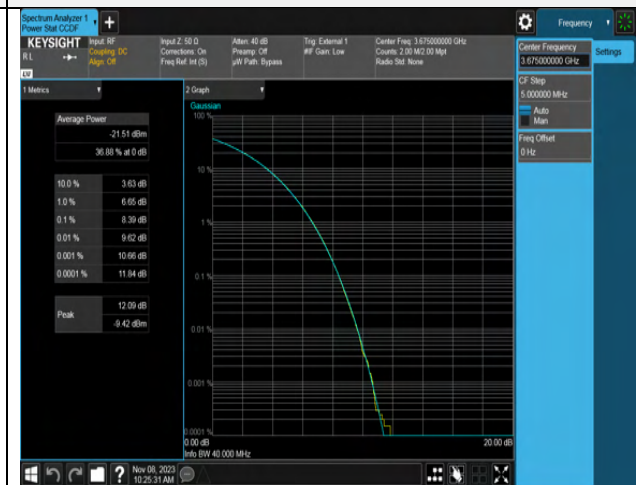 Spectrum Analyzer 1
Power Stat CCDF
Frequency
KEYSIGHT
Input: RF
Coupling: DC
Align: Off
Input Z: 50 Ω
Corrections: On
Freq Ref: Int (S)
Atten: 40 dB
Preamp: Off
µW Path: Bypass
Trig: External 1
#IF Gain: Low
Center Freq: 3.675000000 GHz
Counts: 2.00 M/2.00 Mpt
Radio Std: None
RL
LXI
Center Frequency
3.675000000 GHz
Settings
CF Step
5.000000 MHz
Auto
Man
Freq Offset
0 Hz
1 Metrics
Average Power
-21.51 dBm
36.88 % at 0 dB
10.0 % 3.63 dB
1.0 % 6.65 dB
0.1 % 8.39 dB
0.01 % 9.62 dB
0.001 % 10.66 dB
0.0001 % 11.84 dB
Peak
12.09 dB
-9.42 dBm
2 Graph
Gaussian
100 %
10 %
1 %
0.1 %
0.01 %
0.001 %
0.0001 %
0.00 dB
20.00 dB
Info BW 40.000 MHz
?
Nov 08, 2023
10:25:31 AM